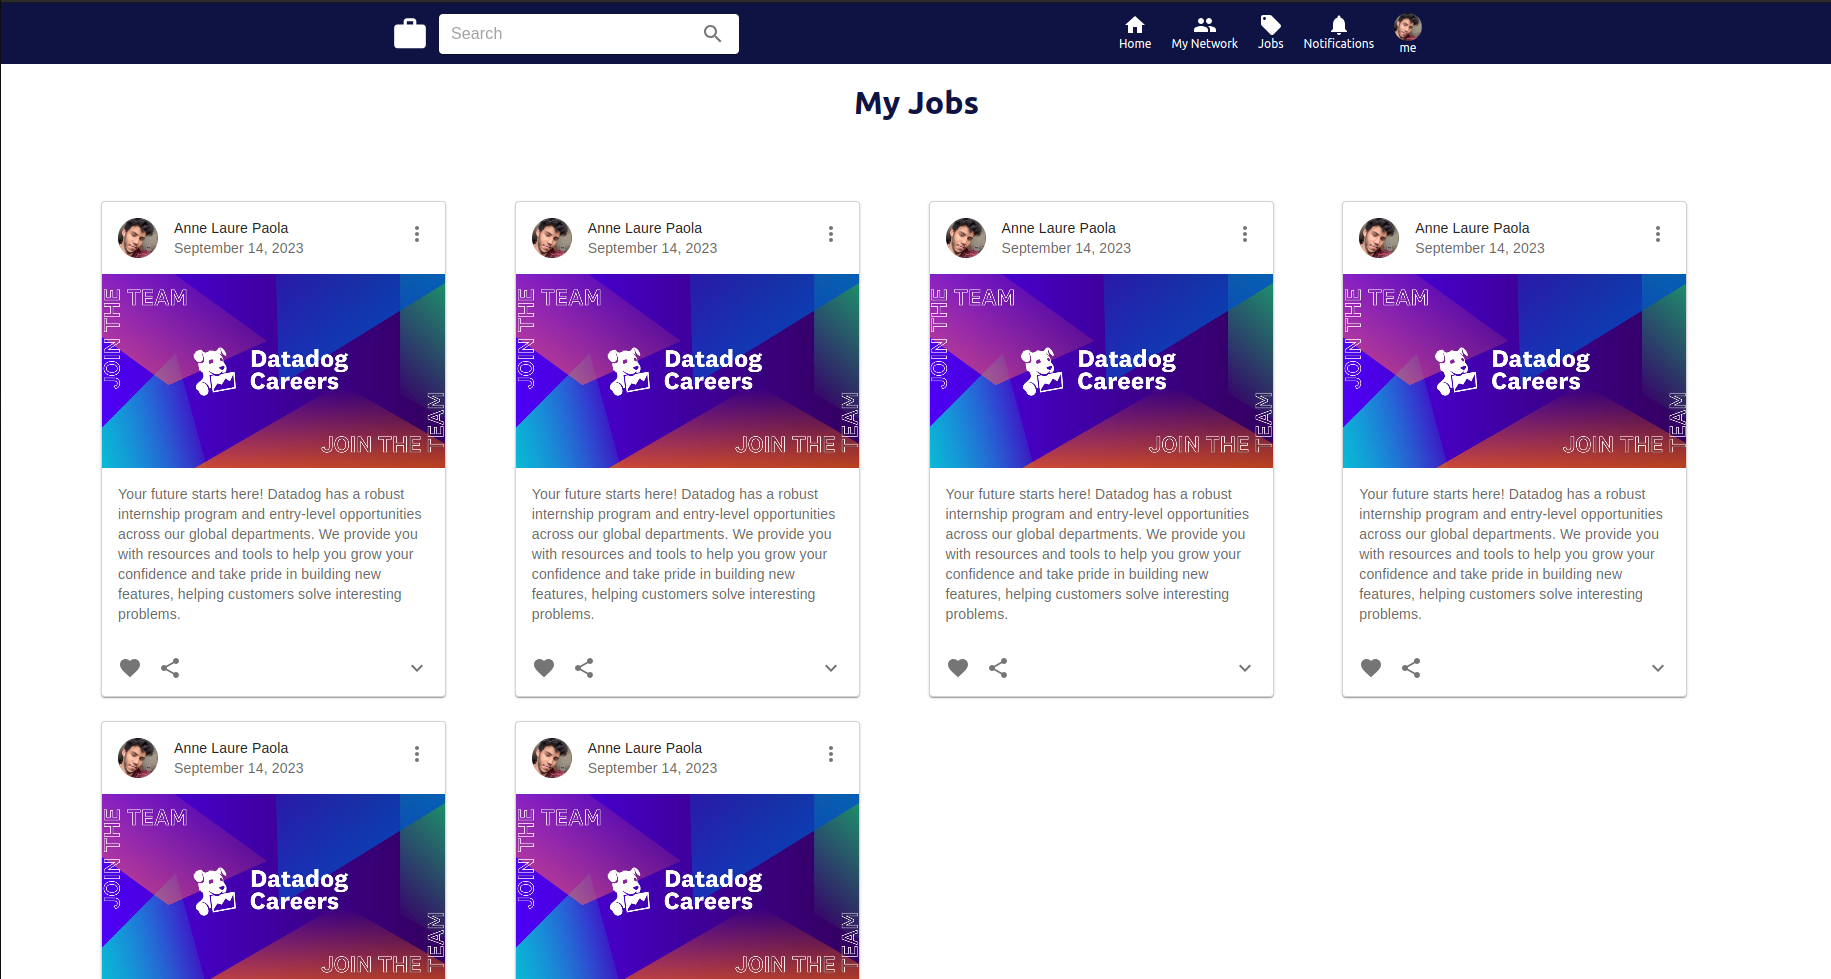 Search
Home
My Network
Jobs
Notifications
me
My Jobs
Anne Laure Paola
September 14, 2023
JOIN THE TEAM
Datadog
Careers
JOIN THE TEAM
Your future starts here! Datadog has a robust
internship program and entry-level opportunities
across our global departments. We provide you
with resources and tools to help you grow your
confidence and take pride in building new
features, helping customers solve interesting
problems.
Anne Laure Paola
September 14, 2023
JOIN THE TEAM
Datadog
Careers
JOIN THE TEAM
Your future starts here! Datadog has a robust
internship program and entry-level opportunities
across our global departments. We provide you
with resources and tools to help you grow your
confidence and take pride in building new
features, helping customers solve interesting
problems.
Anne Laure Paola
September 14, 2023
JOIN THE TEAM
Datadog
Careers
JOIN THE TEAM
Your future starts here! Datadog has a robust
internship program and entry-level opportunities
across our global departments. We provide you
with resources and tools to help you grow your
confidence and take pride in building new
features, helping customers solve interesting
problems.
Anne Laure Paola
September 14, 2023
JOIN THE TEAM
Datadog
Careers
JOIN THE TEAM
Your future starts here! Datadog has a robust
internship program and entry-level opportunities
across our global departments. We provide you
with resources and tools to help you grow your
confidence and take pride in building new
features, helping customers solve interesting
problems.
Anne Laure Paola
September 14, 2023
JOIN THE TEAM
Datadog
Careers
JOIN THE TEAM
Anne Laure Paola
September 14, 2023
JOIN THE TEAM
Datadog
Careers
JOIN THE TEAM